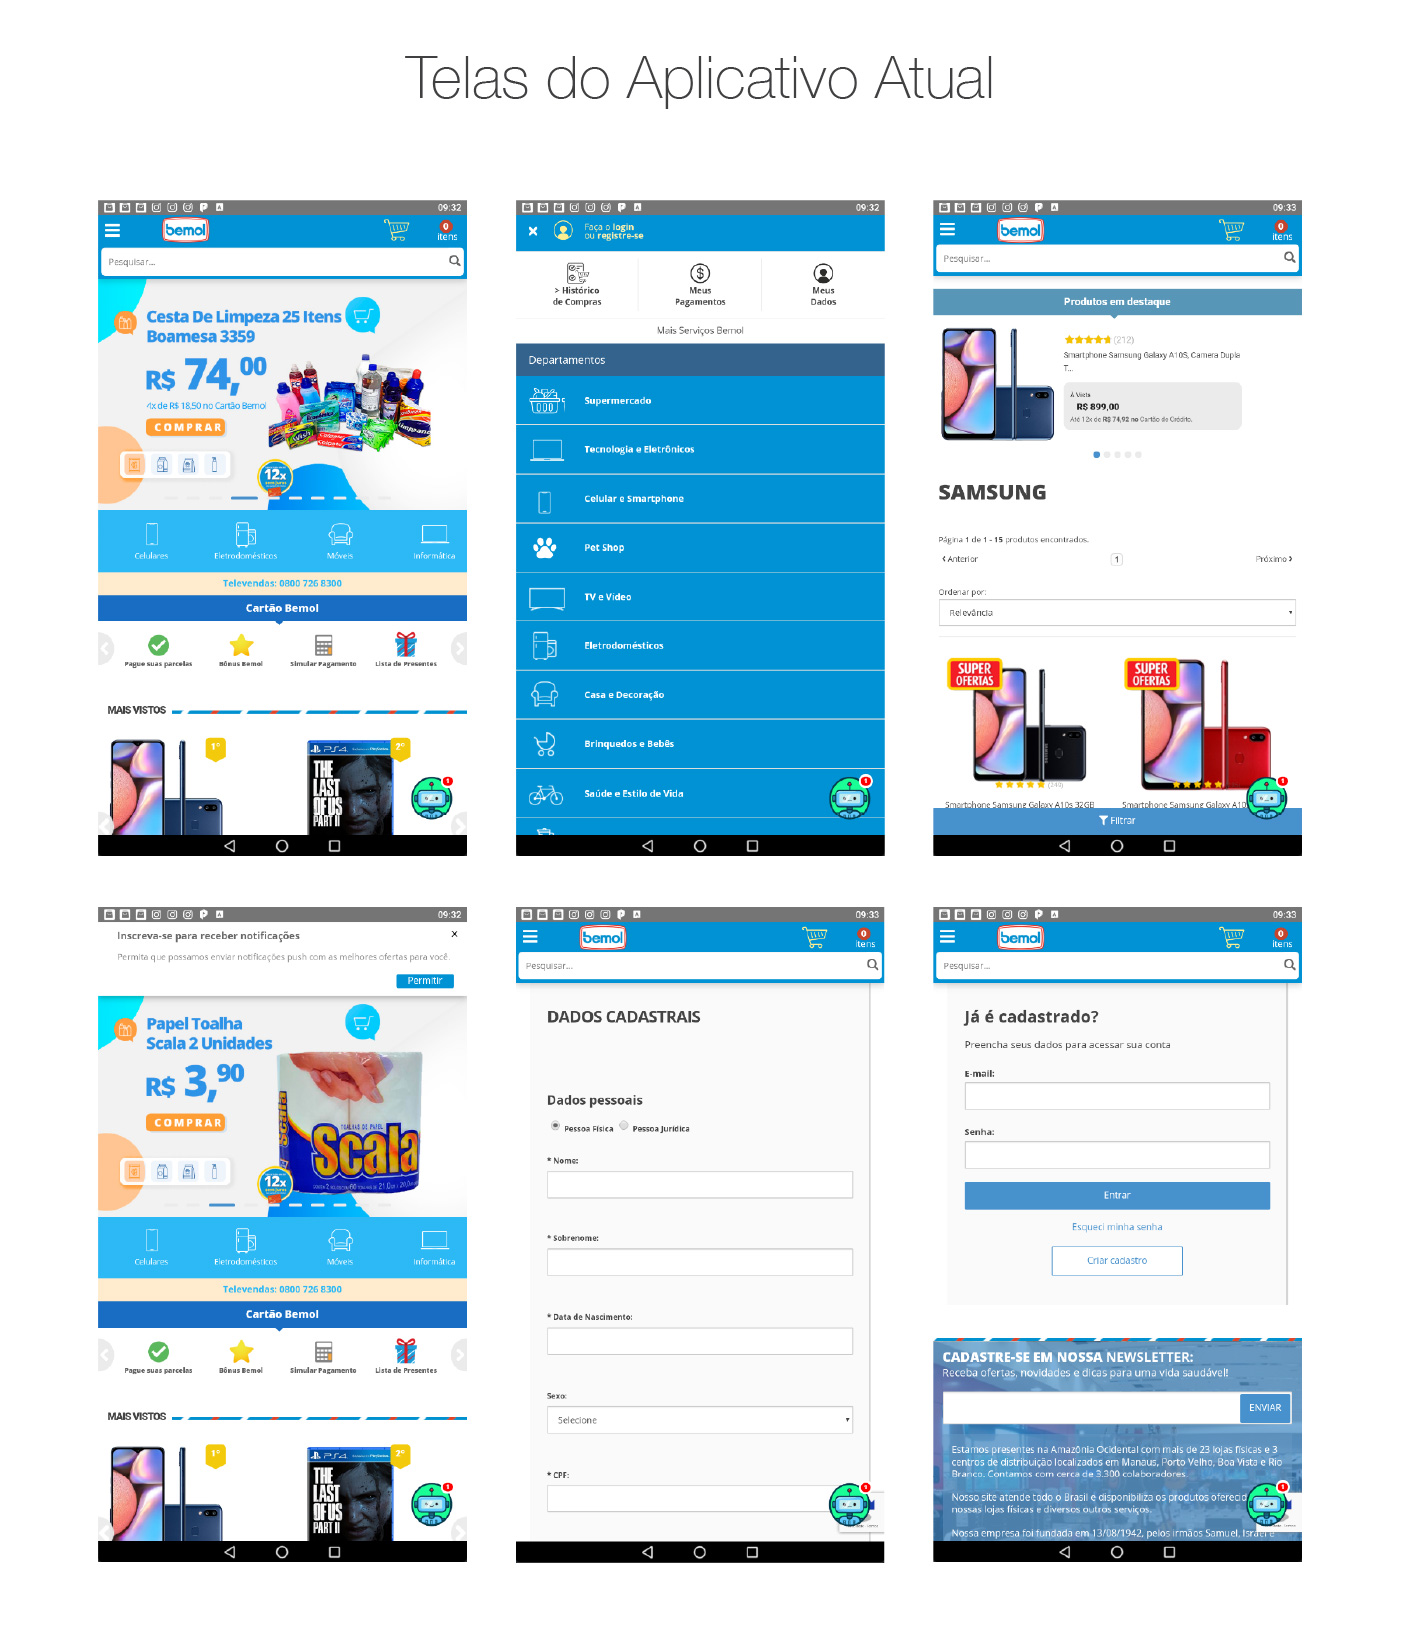 Telas do Aplicativo Atual
09:32
bemol
0
itens
Pesquisar...
Cesta De Limpeza 25 Itens
Boamesa 3359
R$ 74,00
4x de R$ 18,50 no Cartão Bemol
COMPRAR
12x
Celulares
Eletrodomésticos
Móveis
Informática
Televendas: 0800 726 8300
Cartão Bemol
Pague suas parcelas
Bônus Bemol
Simular Pagamento
Lista de Presentes
MAIS VISTOS
1º
2º
PS4
THE
LAST
OF US
PART II
1
09:32
Faça o login
ou registre-se
> Histórico
de Compras
Meus
Pagamentos
Meus
Dados
Mais Serviços Bemol
Departamentos
Supermercado
Tecnologia e Eletrônicos
Celular e Smartphone
Pet Shop
TV e Vídeo
Eletrodomésticos
Casa e Decoração
Brinquedos e Bebês
Saúde e Estilo de Vida
1
09:33
bemol
0
itens
Pesquisar...
Produtos em destaque
(212)
Smartphone Samsung Galaxy A10S, Camera Dupla
T...
À Vista
R$ 899,00
Até 12x de R$ 74,92 no Cartão de Crédito.
SAMSUNG
Página 1 de 1 - 15 produtos encontrados.
‹ Anterior
1
Próximo ›
Ordenar por:
Relevância
SUPER
OFERTAS
SUPER
OFERTAS
Smartphone Samsung Galaxy A10s 32GB
Smartphone Samsung Galaxy A10
1
Filtrar
09:32
Inscreva-se para receber notificações
x
Permita que possamos enviar notificações push com as melhores ofertas para você.
Permitir
Papel Toalha
Scala 2 Unidades
R$ 3,90
COMPRAR
TOALHAS DE PAPEL
Scala
Scala
12x
Celulares
Eletrodomésticos
Móveis
Informática
Televendas: 0800 726 8300
Cartão Bemol
Pague suas parcelas
Bônus Bemol
Simular Pagamento
Lista de Presentes
MAIS VISTOS
1º
2º
PS4
THE
LAST
OF US
PART II
1
09:33
bemol
0
itens
Pesquisar...
DADOS CADASTRAIS
Dados pessoais
Pessoa Física
Pessoa Jurídica
* Nome:
* Sobrenome:
* Data de Nascimento:
Sexo:
Selecione
* CPF:
09:33
bemol
0
itens
Pesquisar...
Já é cadastrado?
Preencha seus dados para acessar sua conta
E-mail:
Senha:
Entrar
Esqueci minha senha
Criar cadastro
CADASTRE-SE EM NOSSA NEWSLETTER:
Receba ofertas, novidades e dicas para uma vida saudável!
ENVIAR
Estamos presentes na Amazônia Ocidental com mais de 23 lojas físicas e 3
centros de distribuição localizados em Manaus, Porto Velho, Boa Vista e Rio
Branco. Contamos com cerca de 3.300 colaboradores.
Nosso site atende todo o Brasil e disponibiliza os produtos oferecid
nossas lojas físicas e diversos outros serviços.
Nossa empresa foi fundada em 13/08/1942, pelos irmãos Samuel, Israel e
1